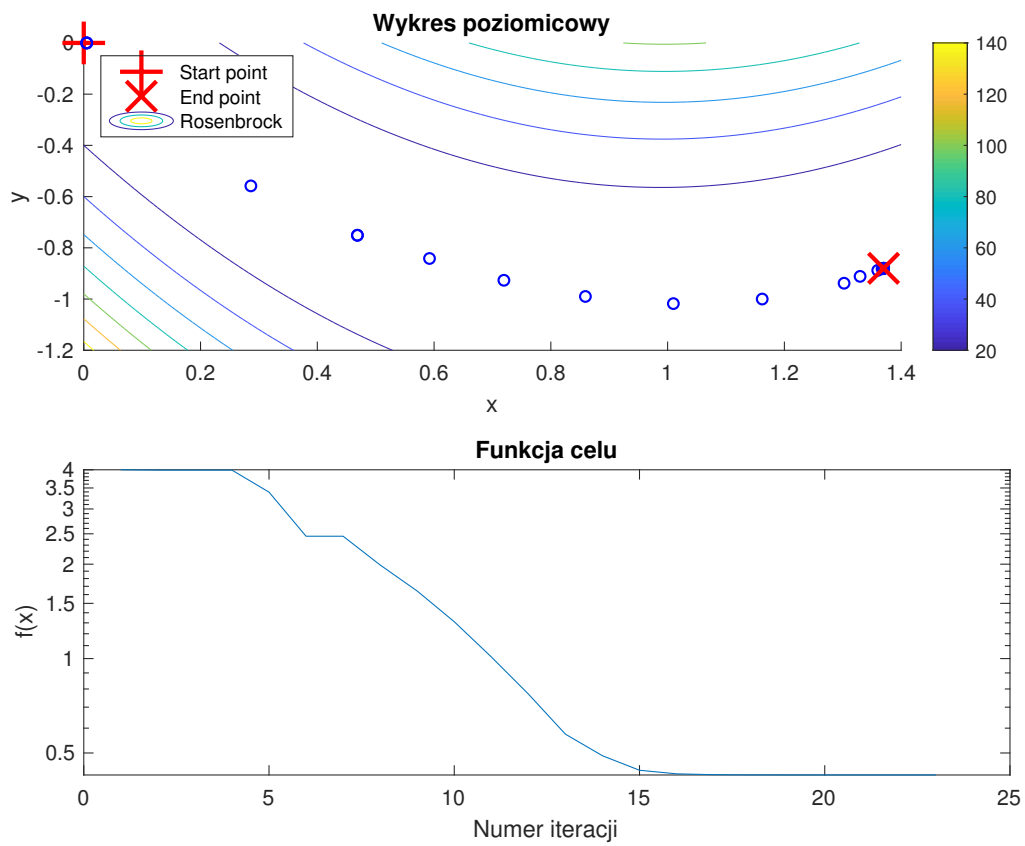 Wykres poziomicowy
0
-0.2
-0.4
-0.6
-0.8
-1
-1.2
y
Start point
End point
Rosenbrock
0 0.2 0.4 0.6 0.8 1 1.2 1.4
x
140
120
100
80
60
40
20
Funkcja celu
4
3.5
3
2.5
2
1.5
1
0.5
f(x)
0 5 10 15 20 25
Numer iteracji